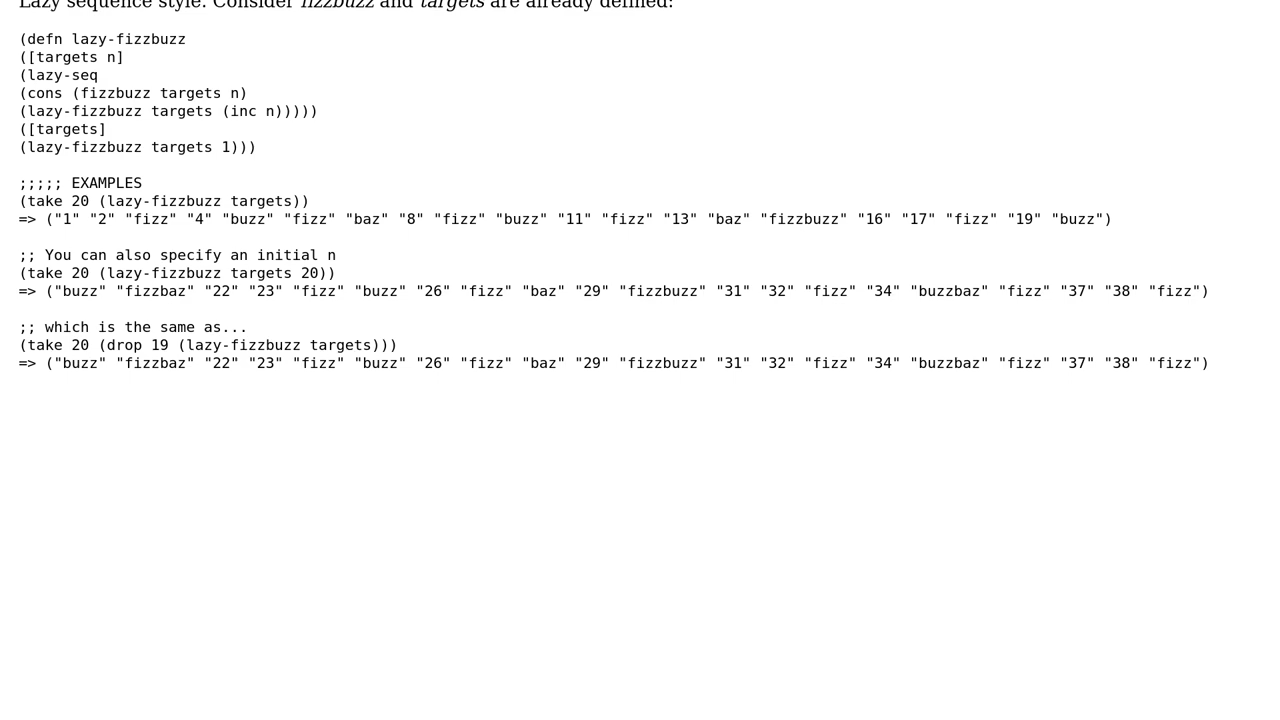 Lazy sequence style. Consider fizzbuzz and targets are already defined:
(defn lazy-fizzbuzz
([targets n]
(lazy-seq
(cons (fizzbuzz targets n)
(lazy-fizzbuzz targets (inc n)))))
([targets]
(lazy-fizzbuzz targets 1)))
;;;;; EXAMPLES
(take 20 (lazy-fizzbuzz targets))
=> ("1" "2" "fizz" "4" "buzz" "fizz" "baz" "8" "fizz" "buzz" "11" "fizz" "13" "baz" "fizzbuzz" "16" "17" "fizz" "19" "buzz")
;; You can also specify an initial n
(take 20 (lazy-fizzbuzz targets 20))
=> ("buzz" "fizzbaz" "22" "23" "fizz" "buzz" "26" "fizz" "baz" "29" "fizzbuzz" "31" "32" "fizz" "34" "buzzbaz" "fizz" "37" "38" "fizz")
;; which is the same as...
(take 20 (drop 19 (lazy-fizzbuzz targets)))
=> ("buzz" "fizzbaz" "22" "23" "fizz" "buzz" "26" "fizz" "baz" "29" "fizzbuzz" "31" "32" "fizz" "34" "buzzbaz" "fizz" "37" "38" "fizz")